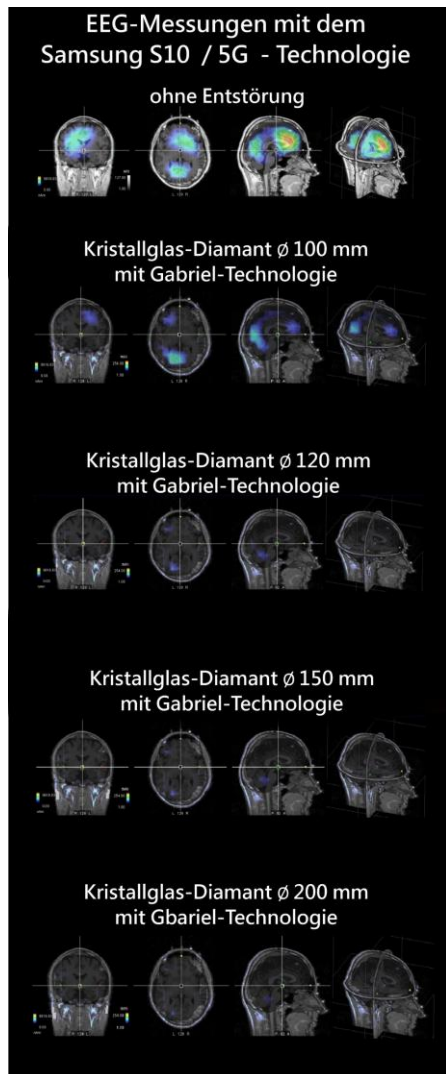 EEG-Messungen mit dem
Samsung S10 / 5G - Technologie
ohne Entstörung
Kristallglas-Diamant ø 100 mm
mit Gabriel-Technologie
Kristallglas-Diamant ø 120 mm
mit Gabriel-Technologie
Kristallglas-Diamant ø 150 mm
mit Gabriel-Technologie
Kristallglas-Diamant ø 200 mm
mit Gbariel-Technologie